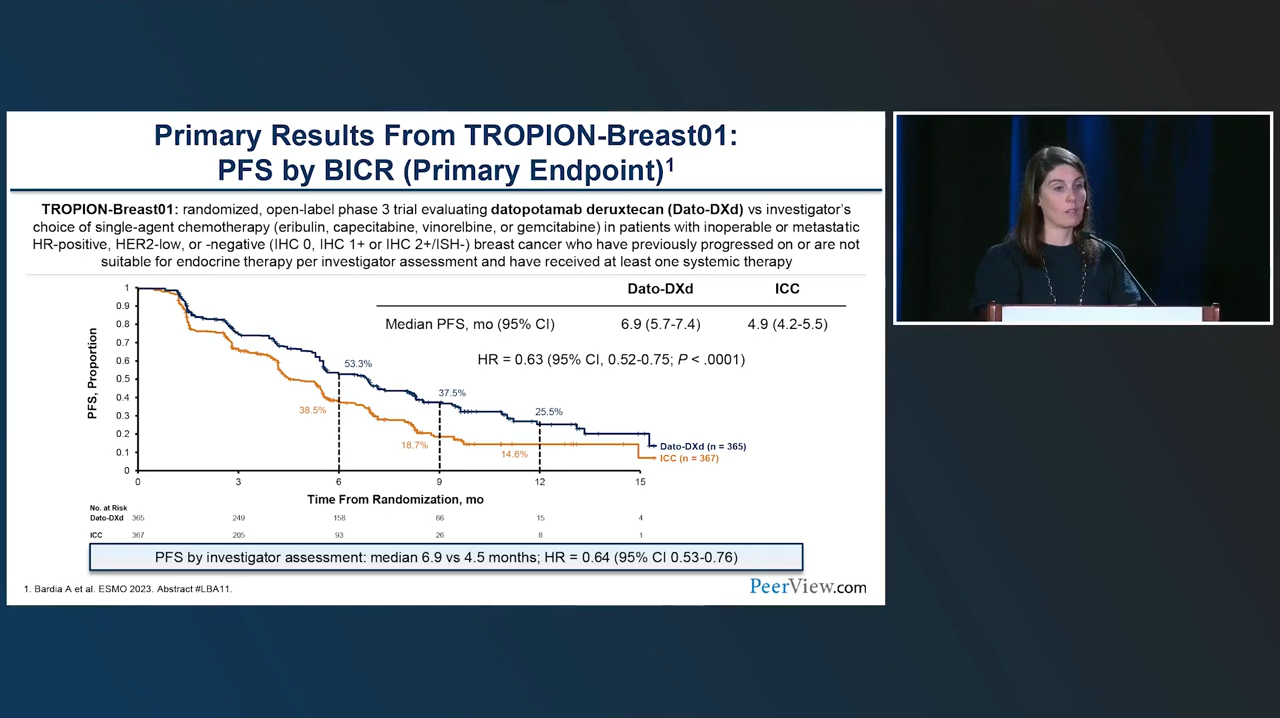 Primary Results From TROPION-Breast01:
PFS by BICR (Primary Endpoint)¹
TROPION-Breast01: randomized, open-label phase 3 trial evaluating datopotamab deruxtecan (Dato-DXd) vs investigator's
choice of single-agent chemotherapy (eribulin, capecitabine, vinorelbine, or gemcitabine) in patients with inoperable or metastatic
HR-positive, HER2-low, or -negative (IHC 0, IHC 1+ or IHC 2+/ISH-) breast cancer who have previously progressed on or are not
suitable for endocrine therapy per investigator assessment and have received at least one systemic therapy
Dato-DXd ICC
Median PFS, mo (95% CI) 6.9 (5.7-7.4) 4.9 (4.2-5.5)
HR = 0.63 (95% CI, 0.52-0.75; P < .0001)
PFS, Proportion
1
0.9
0.8
0.7
0.6
0.5
0.4
0.3
0.2
0.1
0
53.3%
37.5%
25.5%
38.5%
18.7%
14.6%
Dato-DXd (n = 365)
ICC (n = 367)
0 3 6 9 12 15
Time From Randomization, mo
No. at Risk
Dato-DXd 365 249 158 66 15 4
ICC 367 205 93 26 8 1
PFS by investigator assessment: median 6.9 vs 4.5 months; HR = 0.64 (95% CI 0.53-0.76)
1. Bardia A et al. ESMO 2023. Abstract #LBA11.
PeerView.com